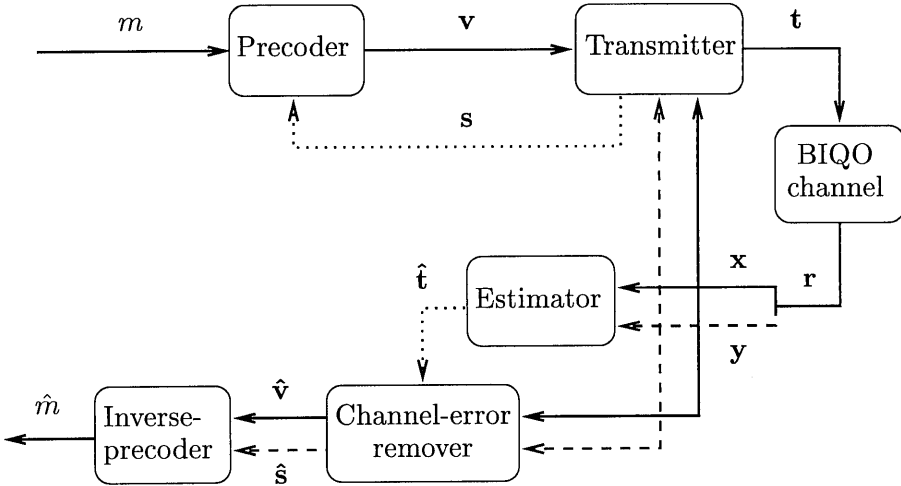 m
Precoder
v
Transmitter
t
s
BIQO
channel
t̂
Estimator
x
r
y
m̂
Inverse-
precoder
v̂
ŝ
Channel-error
remover